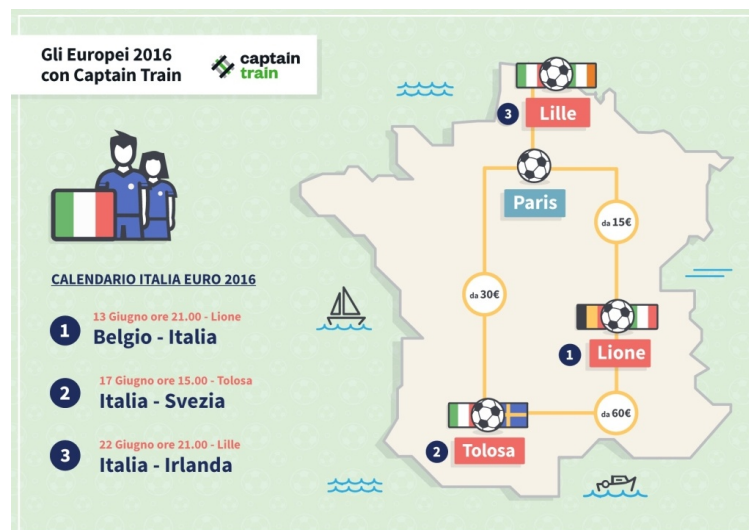 Gli Europei 2016
con Captain Train
captain
train
CALENDARIO ITALIA EURO 2016
1
13 Giugno ore 21.00 - Lione
Belgio - Italia
2
17 Giugno ore 15.00 - Tolosa
Italia - Svezia
3
22 Giugno ore 21.00 - Lille
Italia - Irlanda
3 Lille
Paris
da 15€
da 30€
1 Lione
da 60€
2 Tolosa